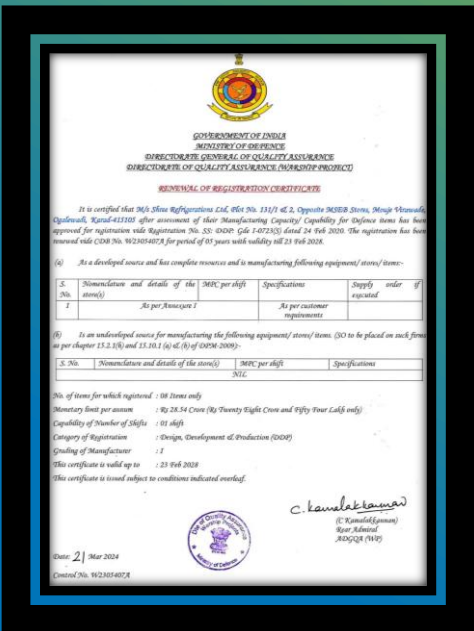 GOVERNMENT OF INDIA
MINISTRY OF DEFENCE
DIRECTORATE GENERAL OF QUALITY ASSURANCE
DIRECTORATE OF QUALITY ASSURANCE (WARSHIP PROJECT)
RENEWAL OF REGISTRATION CERTIFICATE
It is certified that M/s Shree Refrigerations Ltd, Plot No. 131/1 & 2, Opposite MSEB Stores, Mouje Virawade,
Ogalewadi, Karad-415105 after assessment of their Manufacturing Capacity/ Capability for Defence items has been
approved for registration vide Registration No. SS: DDP: Gde I-0723(S) dated 24 Feb 2020. The registration has been
renewed vide CDB No. W2305407A for period of 05 years with validity till 23 Feb 2028.
(a) As a developed source and has complete resources and is manufacturing following equipment/ stores/ items:-
S. No. Nomenclature and details of the store(s) MPC per shift Specifications Supply order if executed
1 As per Annexure I As per customer requirements
(b) Is an undeveloped source for manufacturing the following equipment/ stores/ items. (SO to be placed on such firms
as per chapter 15.2.1(b) and 15.10.1 (a) & (b) of DPM-2009):-
S. No. Nomenclature and details of the store(s) MPC per shift Specifications
NIL
No. of items for which registered : 08 Items only
Monetary limit per annum : Rs 28.54 Crore (Rs Twenty Eight Crore and Fifty Four Lakh only)
Capability of Number of Shifts : 01 shift
Category of Registration : Design, Development & Production (DDP)
Grading of Manufacturer : I
This certificate is valid up to : 23 Feb 2028
This certificate is issued subject to conditions indicated overleaf.
C. Kamalakkannan
(C Kamalakkannan)
Rear Admiral
ADGQA (WP)
Dte of Quality Assurance
Warship Projects
Ministry of Defence
Date: 21 Mar 2024
Control No. W2305407A